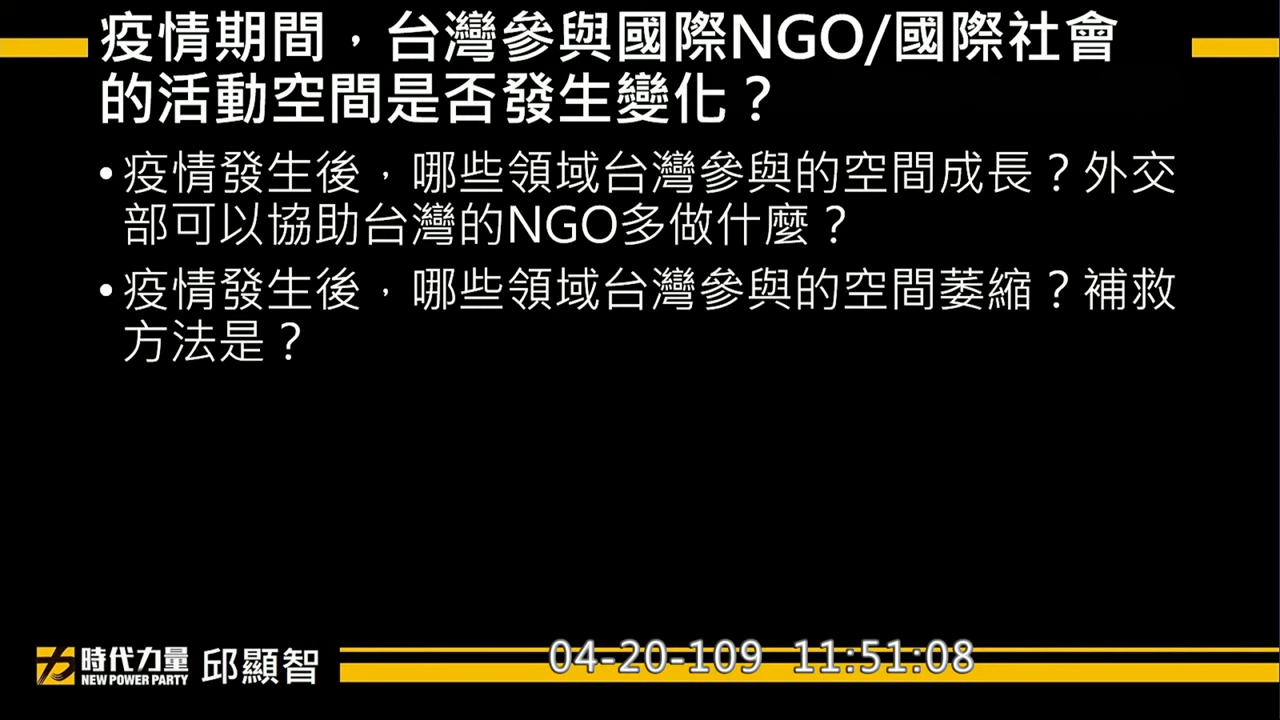 疫情期間，台灣參與國際NGO/國際社會
的活動空間是否發生變化？
•疫情發生後，哪些領域台灣參與的空間成長？外交
部可以協助台灣的NGO多做什麼？
•疫情發生後，哪些領域台灣參與的空間萎縮？補救
方法是？
時代力量
NEW POWER PARTY
邱顯智
04-20-109 11:51:08